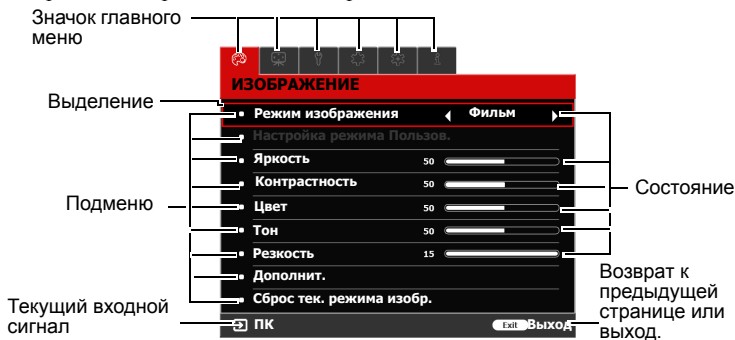 Значок главного
меню
ИЗОБРАЖЕНИЕ
Выделение
Режим изображения Фильм
Настройка режима Пользов.
Яркость 50
Контрастность 50
Подменю
Состояние
Цвет 50
Тон 50
Резкость 15
Дополнит.
Сброс тек. режима изобр.
Текущий входной
сигнал
ПК
Exit Выход
Возврат к
предыдущей
странице или
выход.